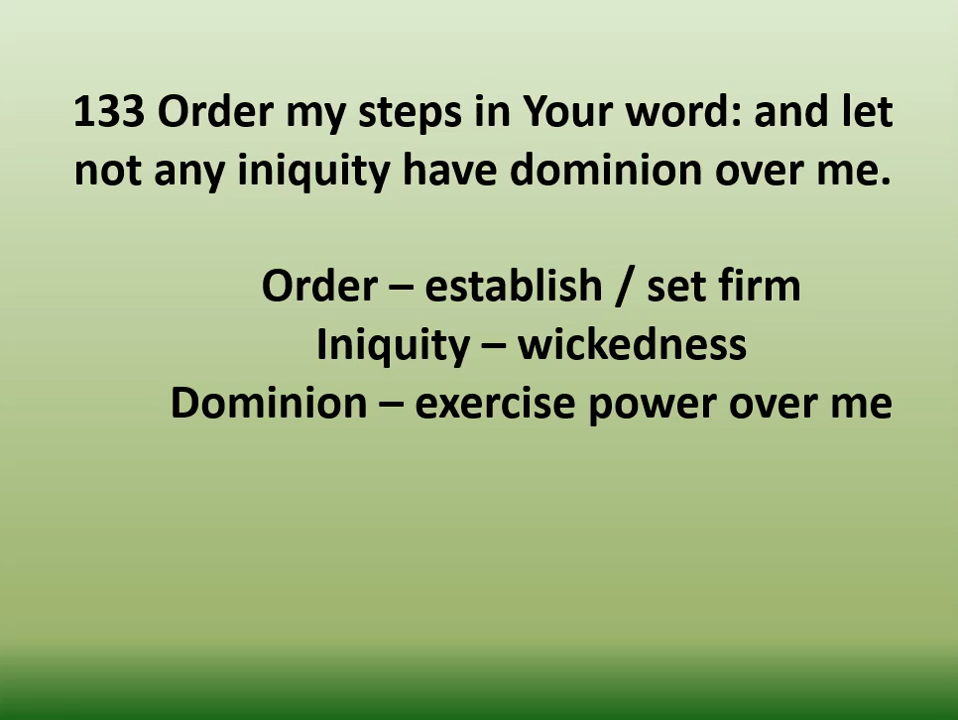 133 Order my steps in Your word: and let
not any iniquity have dominion over me.
Order – establish / set firm
Iniquity – wickedness
Dominion – exercise power over me